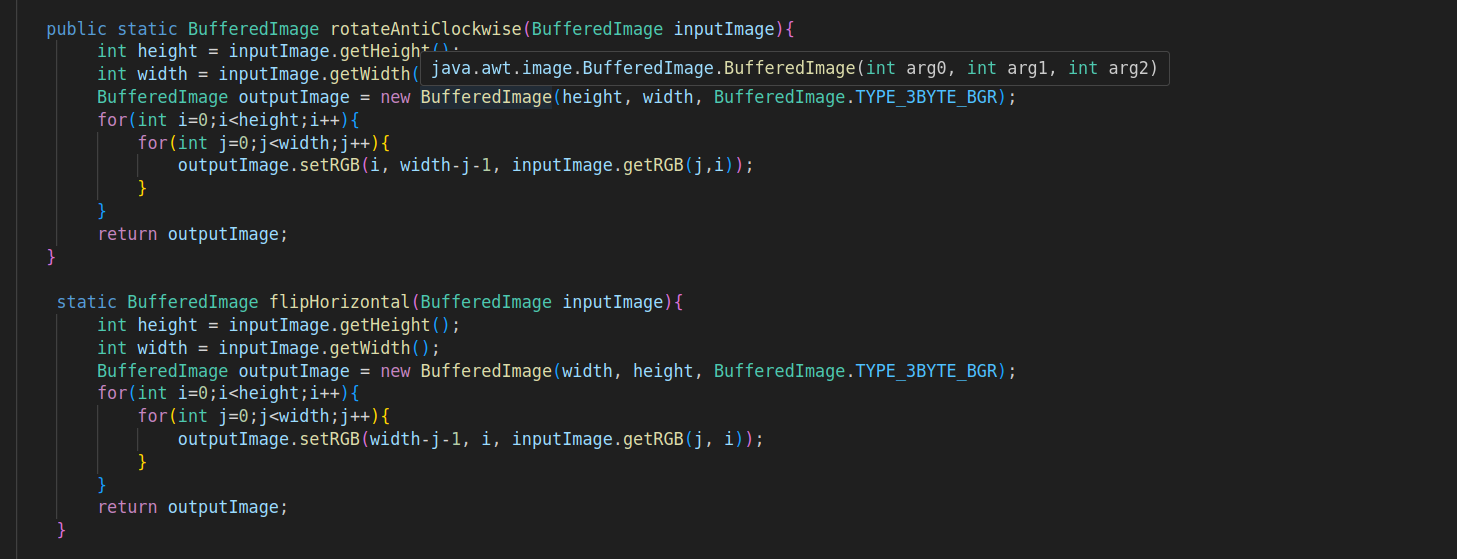 public static BufferedImage rotateAntiClockwise(BufferedImage inputImage){
int height = inputImage.getHeight();
int width = inputImage.getWidth(
java.awt.image.BufferedImage.BufferedImage(int arg0, int arg1, int arg2)
BufferedImage outputImage = new BufferedImage(height, width, BufferedImage.TYPE_3BYTE_BGR);
for(int i=0;i<height;i++){
for(int j=0;j<width;j++){
outputImage.setRGB(i, width-j-1, inputImage.getRGB(j,i));
}
}
return outputImage;
}
static BufferedImage flipHorizontal(BufferedImage inputImage){
int height = inputImage.getHeight();
int width = inputImage.getWidth();
BufferedImage outputImage = new BufferedImage(width, height, BufferedImage.TYPE_3BYTE_BGR);
for(int i=0;i<height;i++){
for(int j=0;j<width;j++){
outputImage.setRGB(width-j-1, i, inputImage.getRGB(j, i));
}
}
return outputImage;
}